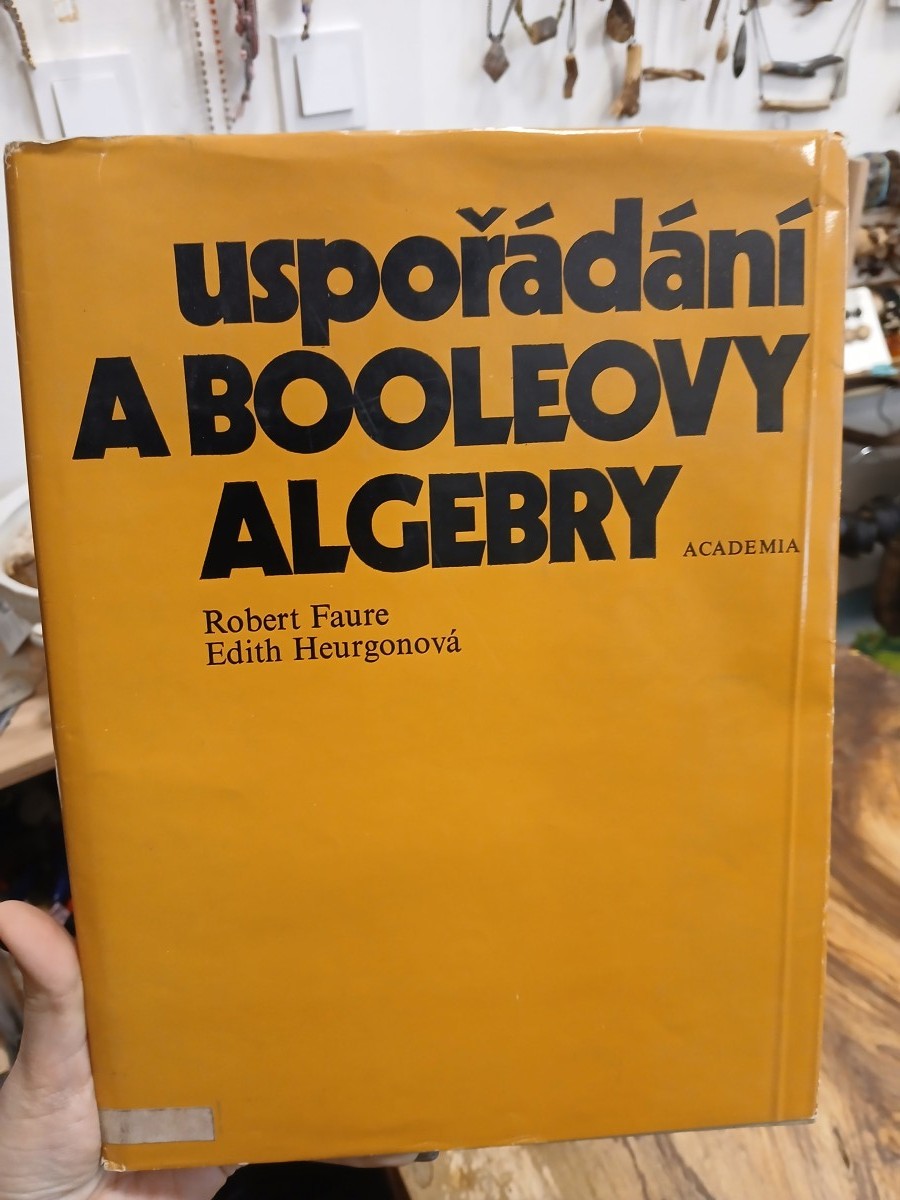 uspořádání
A BOOLEOVY
ALGEBRY
ACADEMIA
Robert Faure
Edith Heurgonová